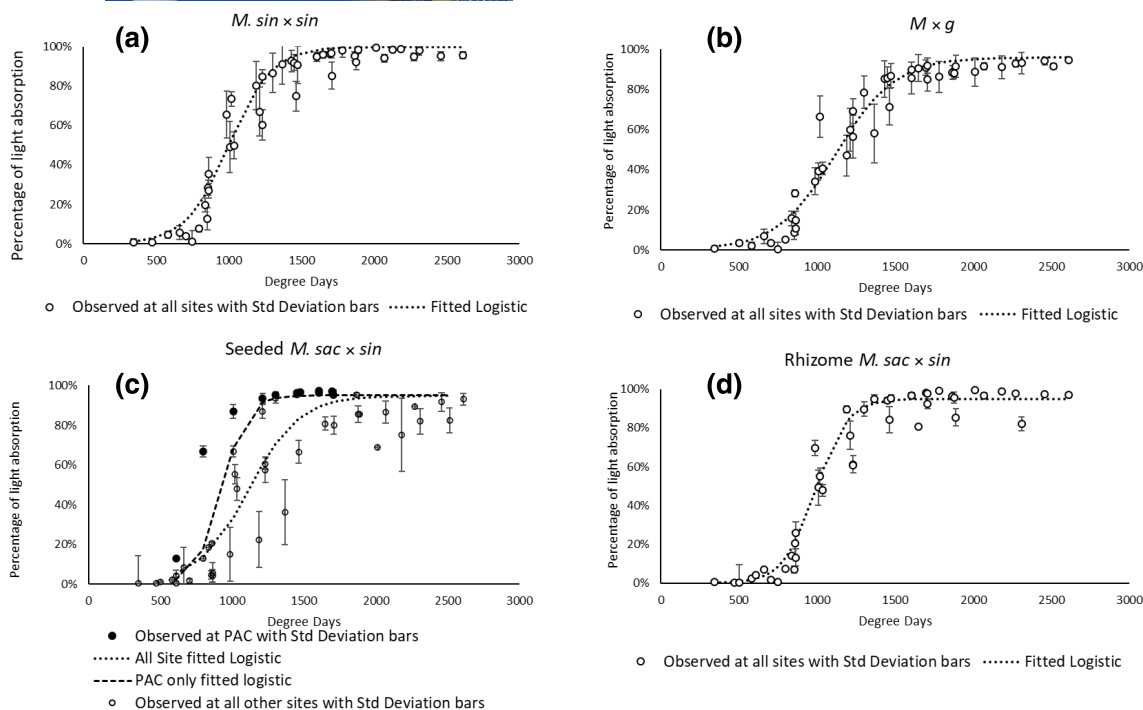 M. sin × sin
(a)
100%
80%
60%
40%
20%
0%
Percentage of light absorption
0 500 1000 1500 2000 2500 3000
Degree Days
Observed at all sites with Std Deviation bars Fitted Logistic
M × g
(b)
100%
80%
60%
40%
20%
0%
Percentage of light absorption
0 500 1000 1500 2000 2500 3000
Degree Days
Observed at all sites with Std Deviation bars Fitted Logistic
Seeded M. sac × sin
(c)
100%
80%
60%
40%
20%
0%
Percentage of light absorption
0 500 1000 1500 2000 2500 3000
Degree Days
Observed at PAC with Std Deviation bars
All Site fitted Logistic
PAC only fitted logistic
Observed at all other sites with Std Deviation bars
Rhizome M. sac × sin
(d)
100%
80%
60%
40%
20%
0%
Percentage of light absorption
0 500 1000 1500 2000 2500 3000
Degree Days
Observed at all sites with Std Deviation bars Fitted Logistic